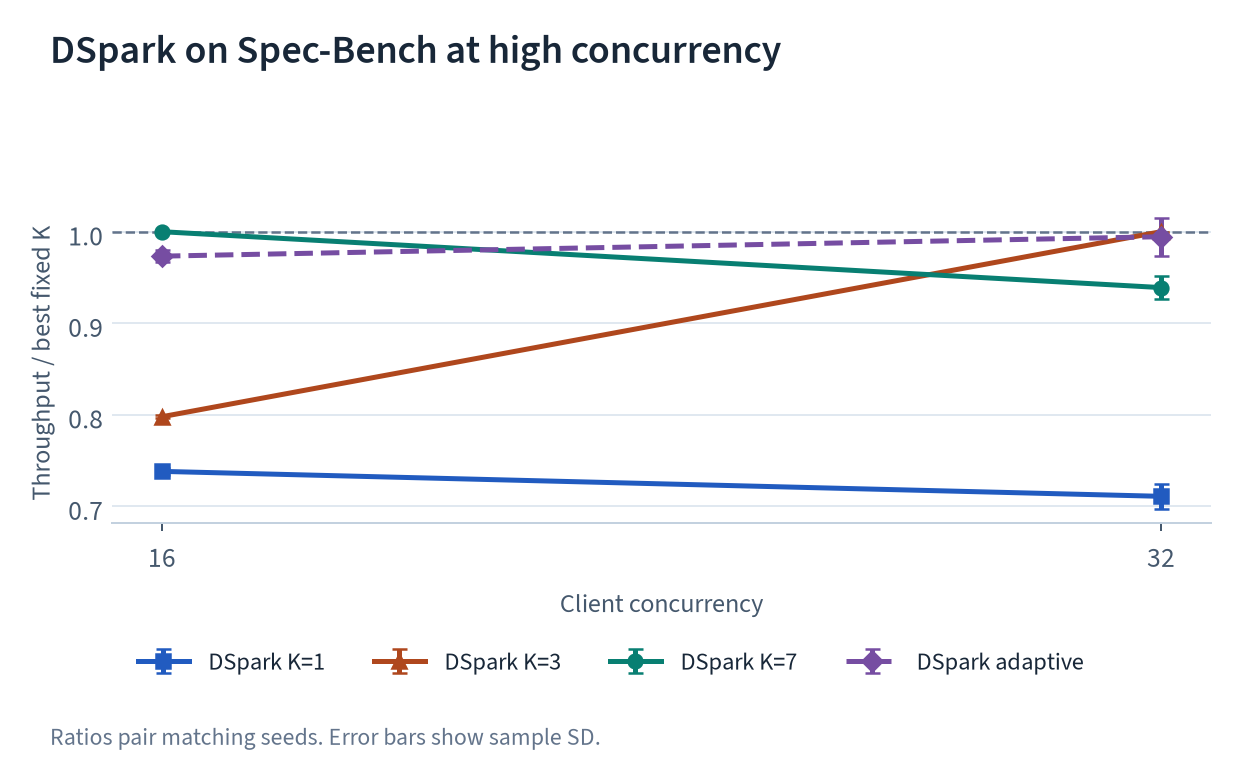 DSpark on Spec-Bench at high concurrency
Throughput / best fixed K
1.0
0.9
0.8
0.7
16
32
Client concurrency
DSpark K=1
DSpark K=3
DSpark K=7
DSpark adaptive
Ratios pair matching seeds. Error bars show sample SD.